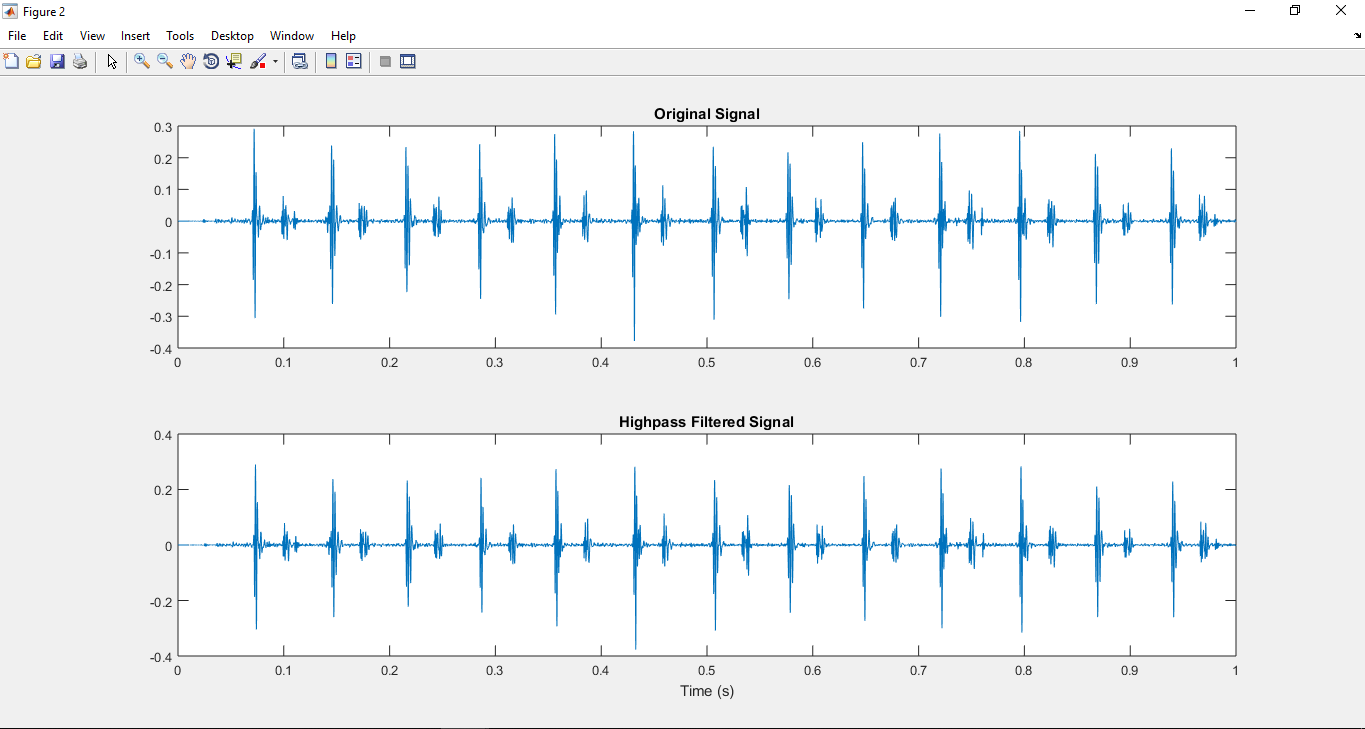 Figure 2
File Edit View Insert Tools Desktop Window Help
Original Signal
0.3
0.2
0.1
0
-0.1
-0.2
-0.3
-0.4
0 0.1 0.2 0.3 0.4 0.5 0.6 0.7 0.8 0.9 1
Highpass Filtered Signal
0.4
0.2
0
-0.2
-0.4
0 0.1 0.2 0.3 0.4 0.5 0.6 0.7 0.8 0.9 1
Time (s)